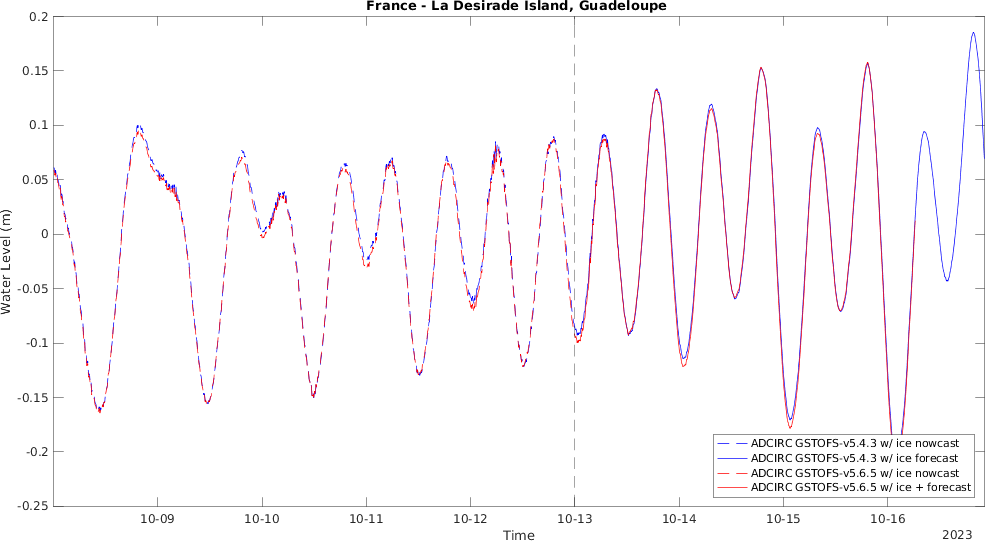 France - La Desirade Island, Guadeloupe
0.2
0.15
0.1
0.05
0
-0.05
-0.1
-0.15
-0.2
-0.25
Water Level (m)
ADCIRC GSTOFS-v5.4.3 w/ ice nowcast
ADCIRC GSTOFS-v5.4.3 w/ ice forecast
ADCIRC GSTOFS-v5.6.5 w/ ice nowcast
ADCIRC GSTOFS-v5.6.5 w/ ice + forecast
10-09 10-10 10-11 10-12 10-13 10-14 10-15 10-16
Time
2023